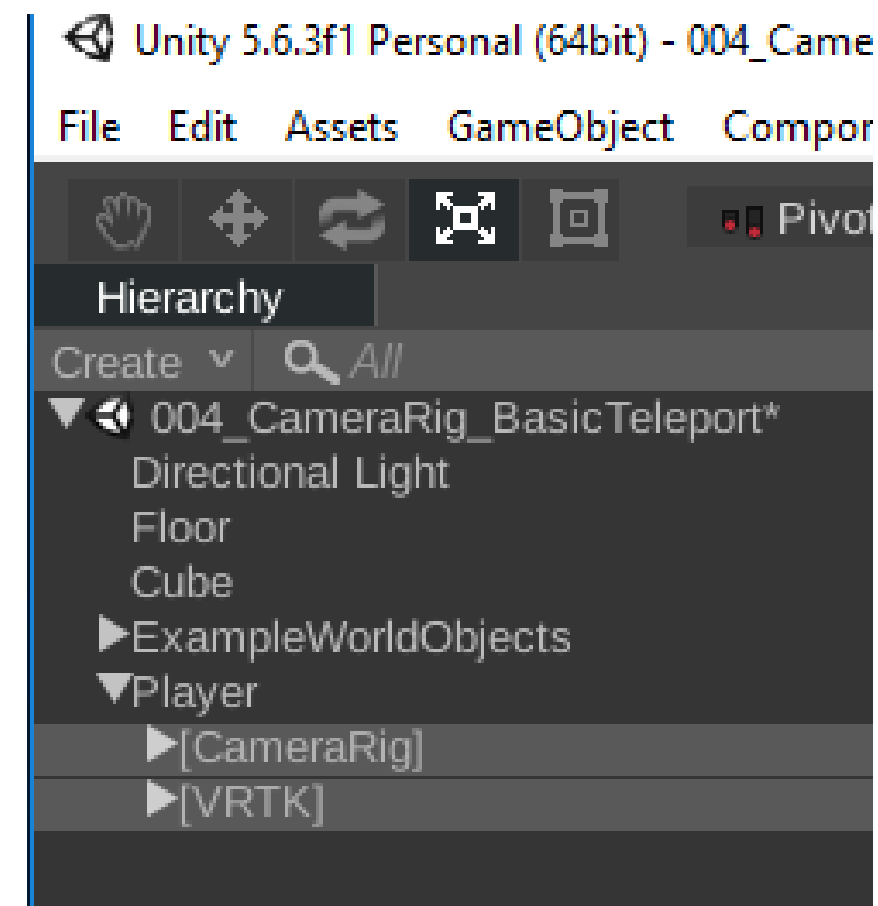 Unity 5.6.3f1 Personal (64bit) - 004_Came
File Edit Assets GameObject Compor
Pivot
Hierarchy
Create All
004_CameraRig_BasicTeleport*
Directional Light
Floor
Cube
ExampleWorldObjects
Player
[CameraRig]
[VRTK]